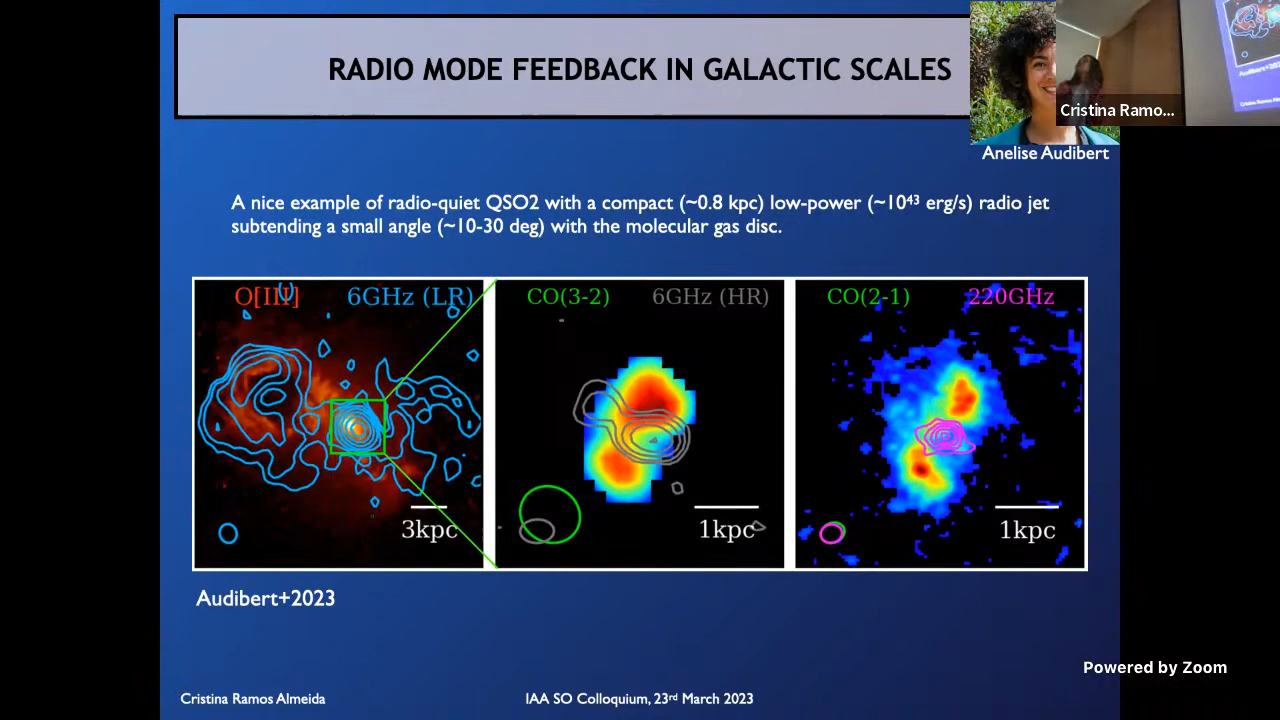 RADIO MODE FEEDBACK IN GALACTIC SCALES
Cristina Ramo...
Anelise Audibert
A nice example of radio-quiet QSO2 with a compact (~0.8 kpc) low-power (~10⁴³ erg/s) radio jet
subtending a small angle (~10-30 deg) with the molecular gas disc.
O[III] 6GHz (LR)
CO(3-2) 6GHz (HR)
CO(2-1) 220GHz
3kpc
1kpc
1kpc
Audibert+2023
Powered by Zoom
Cristina Ramos Almeida
IAA SO Colloquium, 23ʳᵈ March 2023